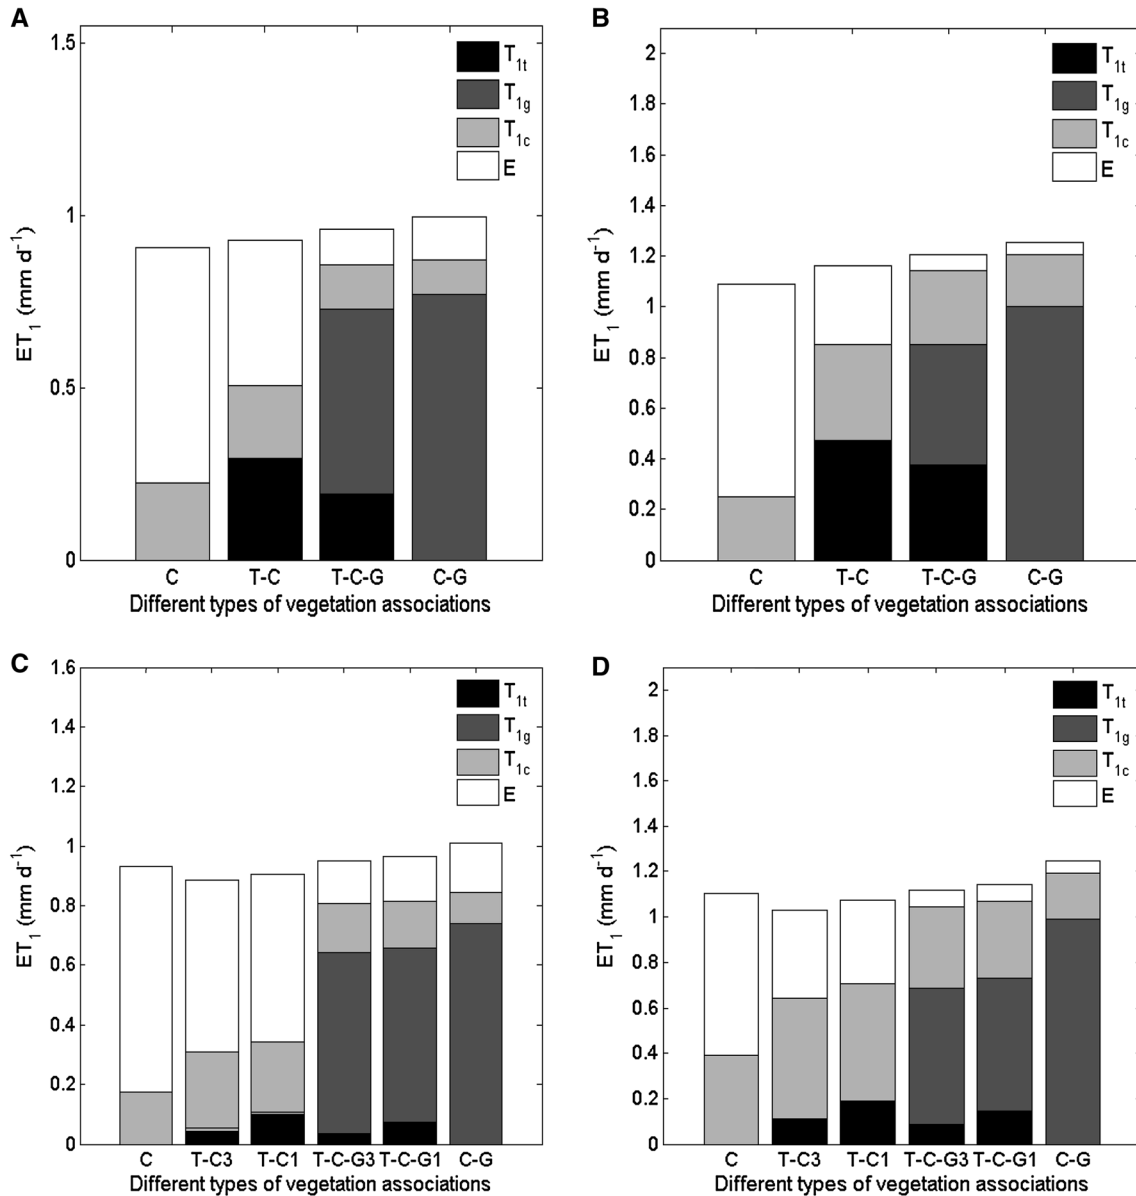 A
1.5
1
0.5
0
ET1 (mm d-1)
T1t
T1g
T1c
E
C T-C T-C-G C-G
Different types of vegetation associations
B
2
1.8
1.6
1.4
1.2
1
0.8
0.6
0.4
0.2
0
ET1 (mm d-1)
T1t
T1g
T1c
E
C T-C T-C-G C-G
Different types of vegetation associations
C
1.6
1.4
1.2
1
0.8
0.6
0.4
0.2
0
ET1 (mm d-1)
T1t
T1g
T1c
E
C T-C3 T-C1 T-C-G3 T-C-G1 C-G
Different types of vegetation associations
D
2
1.8
1.6
1.4
1.2
1
0.8
0.6
0.4
0.2
0
ET1 (mm d-1)
T1t
T1g
T1c
E
C T-C3 T-C1 T-C-G3 T-C-G1 C-G
Different types of vegetation associations